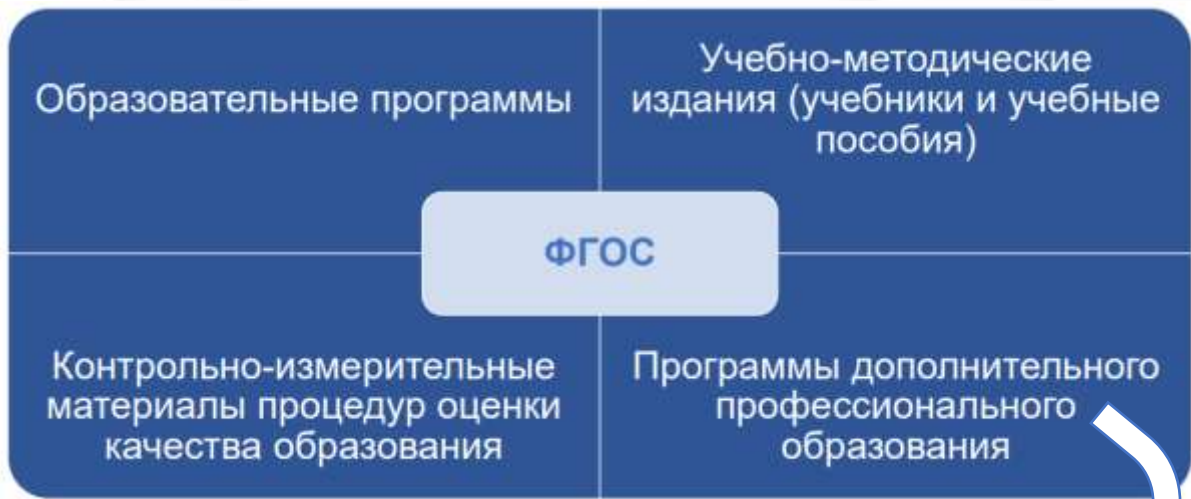 Образовательные программы
Учебно-методические
издания (учебники и учебные
пособия)
ФГОС
Контрольно-измерительные
материалы процедур оценки
качества образования
Программы дополнительного
профессионального
образования